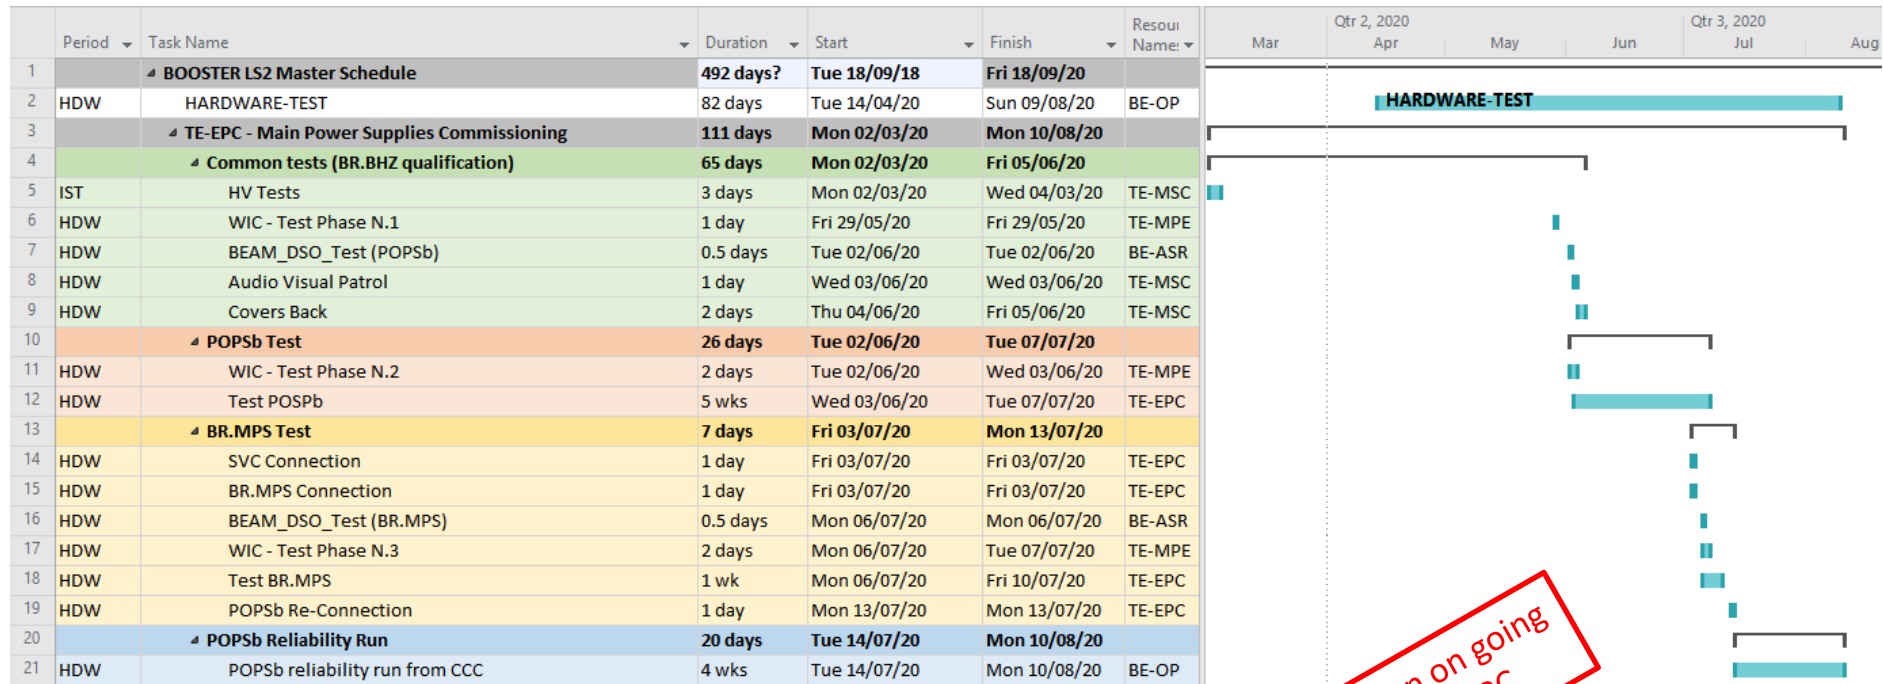 Qtr 2, 2020 Qtr 3, 2020
Period Task Name Duration Start Finish Resour Names Mar Apr May Jun Jul Aug
1 BOOSTER LS2 Master Schedule 492 days? Tue 18/09/18 Fri 18/09/20
2 HDW HARDWARE-TEST 82 days Tue 14/04/20 Sun 09/08/20 BE-OP HARDWARE-TEST
3 TE-EPC - Main Power Supplies Commissioning 111 days Mon 02/03/20 Mon 10/08/20
4 Common tests (BR.BHZ qualification) 65 days Mon 02/03/20 Fri 05/06/20
5 IST HV Tests 3 days Mon 02/03/20 Wed 04/03/20 TE-MSC
6 HDW WIC - Test Phase N.1 1 day Fri 29/05/20 Fri 29/05/20 TE-MPE
7 HDW BEAM_DSO_Test (POPSb) 0.5 days Tue 02/06/20 Tue 02/06/20 BE-ASR
8 HDW Audio Visual Patrol 1 day Wed 03/06/20 Wed 03/06/20 TE-MSC
9 HDW Covers Back 2 days Thu 04/06/20 Fri 05/06/20 TE-MSC
10 POPSb Test 26 days Tue 02/06/20 Tue 07/07/20
11 HDW WIC - Test Phase N.2 2 days Tue 02/06/20 Wed 03/06/20 TE-MPE
12 HDW Test POSPb 5 wks Wed 03/06/20 Tue 07/07/20 TE-EPC
13 BR.MPS Test 7 days Fri 03/07/20 Mon 13/07/20
14 HDW SVC Connection 1 day Fri 03/07/20 Fri 03/07/20 TE-EPC
15 HDW BR.MPS Connection 1 day Fri 03/07/20 Fri 03/07/20 TE-EPC
16 HDW BEAM_DSO_Test (BR.MPS) 0.5 days Mon 06/07/20 Mon 06/07/20 BE-ASR
17 HDW WIC - Test Phase N.3 2 days Mon 06/07/20 Tue 07/07/20 TE-MPE
18 HDW Test BR.MPS 1 wk Mon 06/07/20 Fri 10/07/20 TE-EPC
19 HDW POPSb Re-Connection 1 day Mon 13/07/20 Mon 13/07/20 TE-EPC
20 POPSb Reliability Run 20 days Tue 14/07/20 Mon 10/08/20
21 HDW POPSb reliability run from CCC 4 wks Tue 14/07/20 Mon 10/08/20 BE-OP
on going